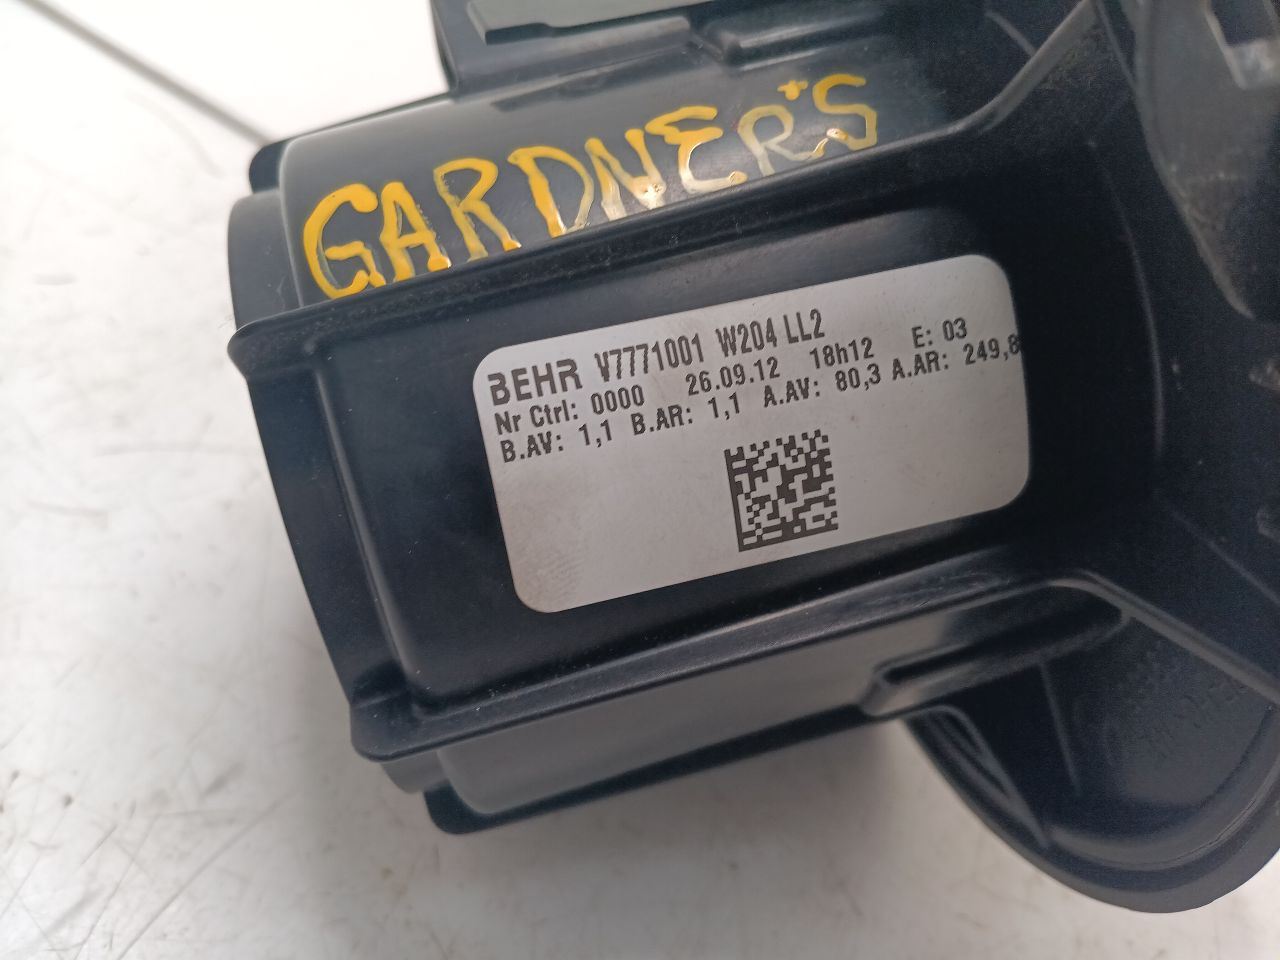 GARDNER'S
BEHR V7771001 W204 LL2
Nr Ctrl: 0000 26.09.12 18h12 E: 03
B.AV: 1,1 B.AR: 1,1 A.AV: 80,3 A.AR: 249,8